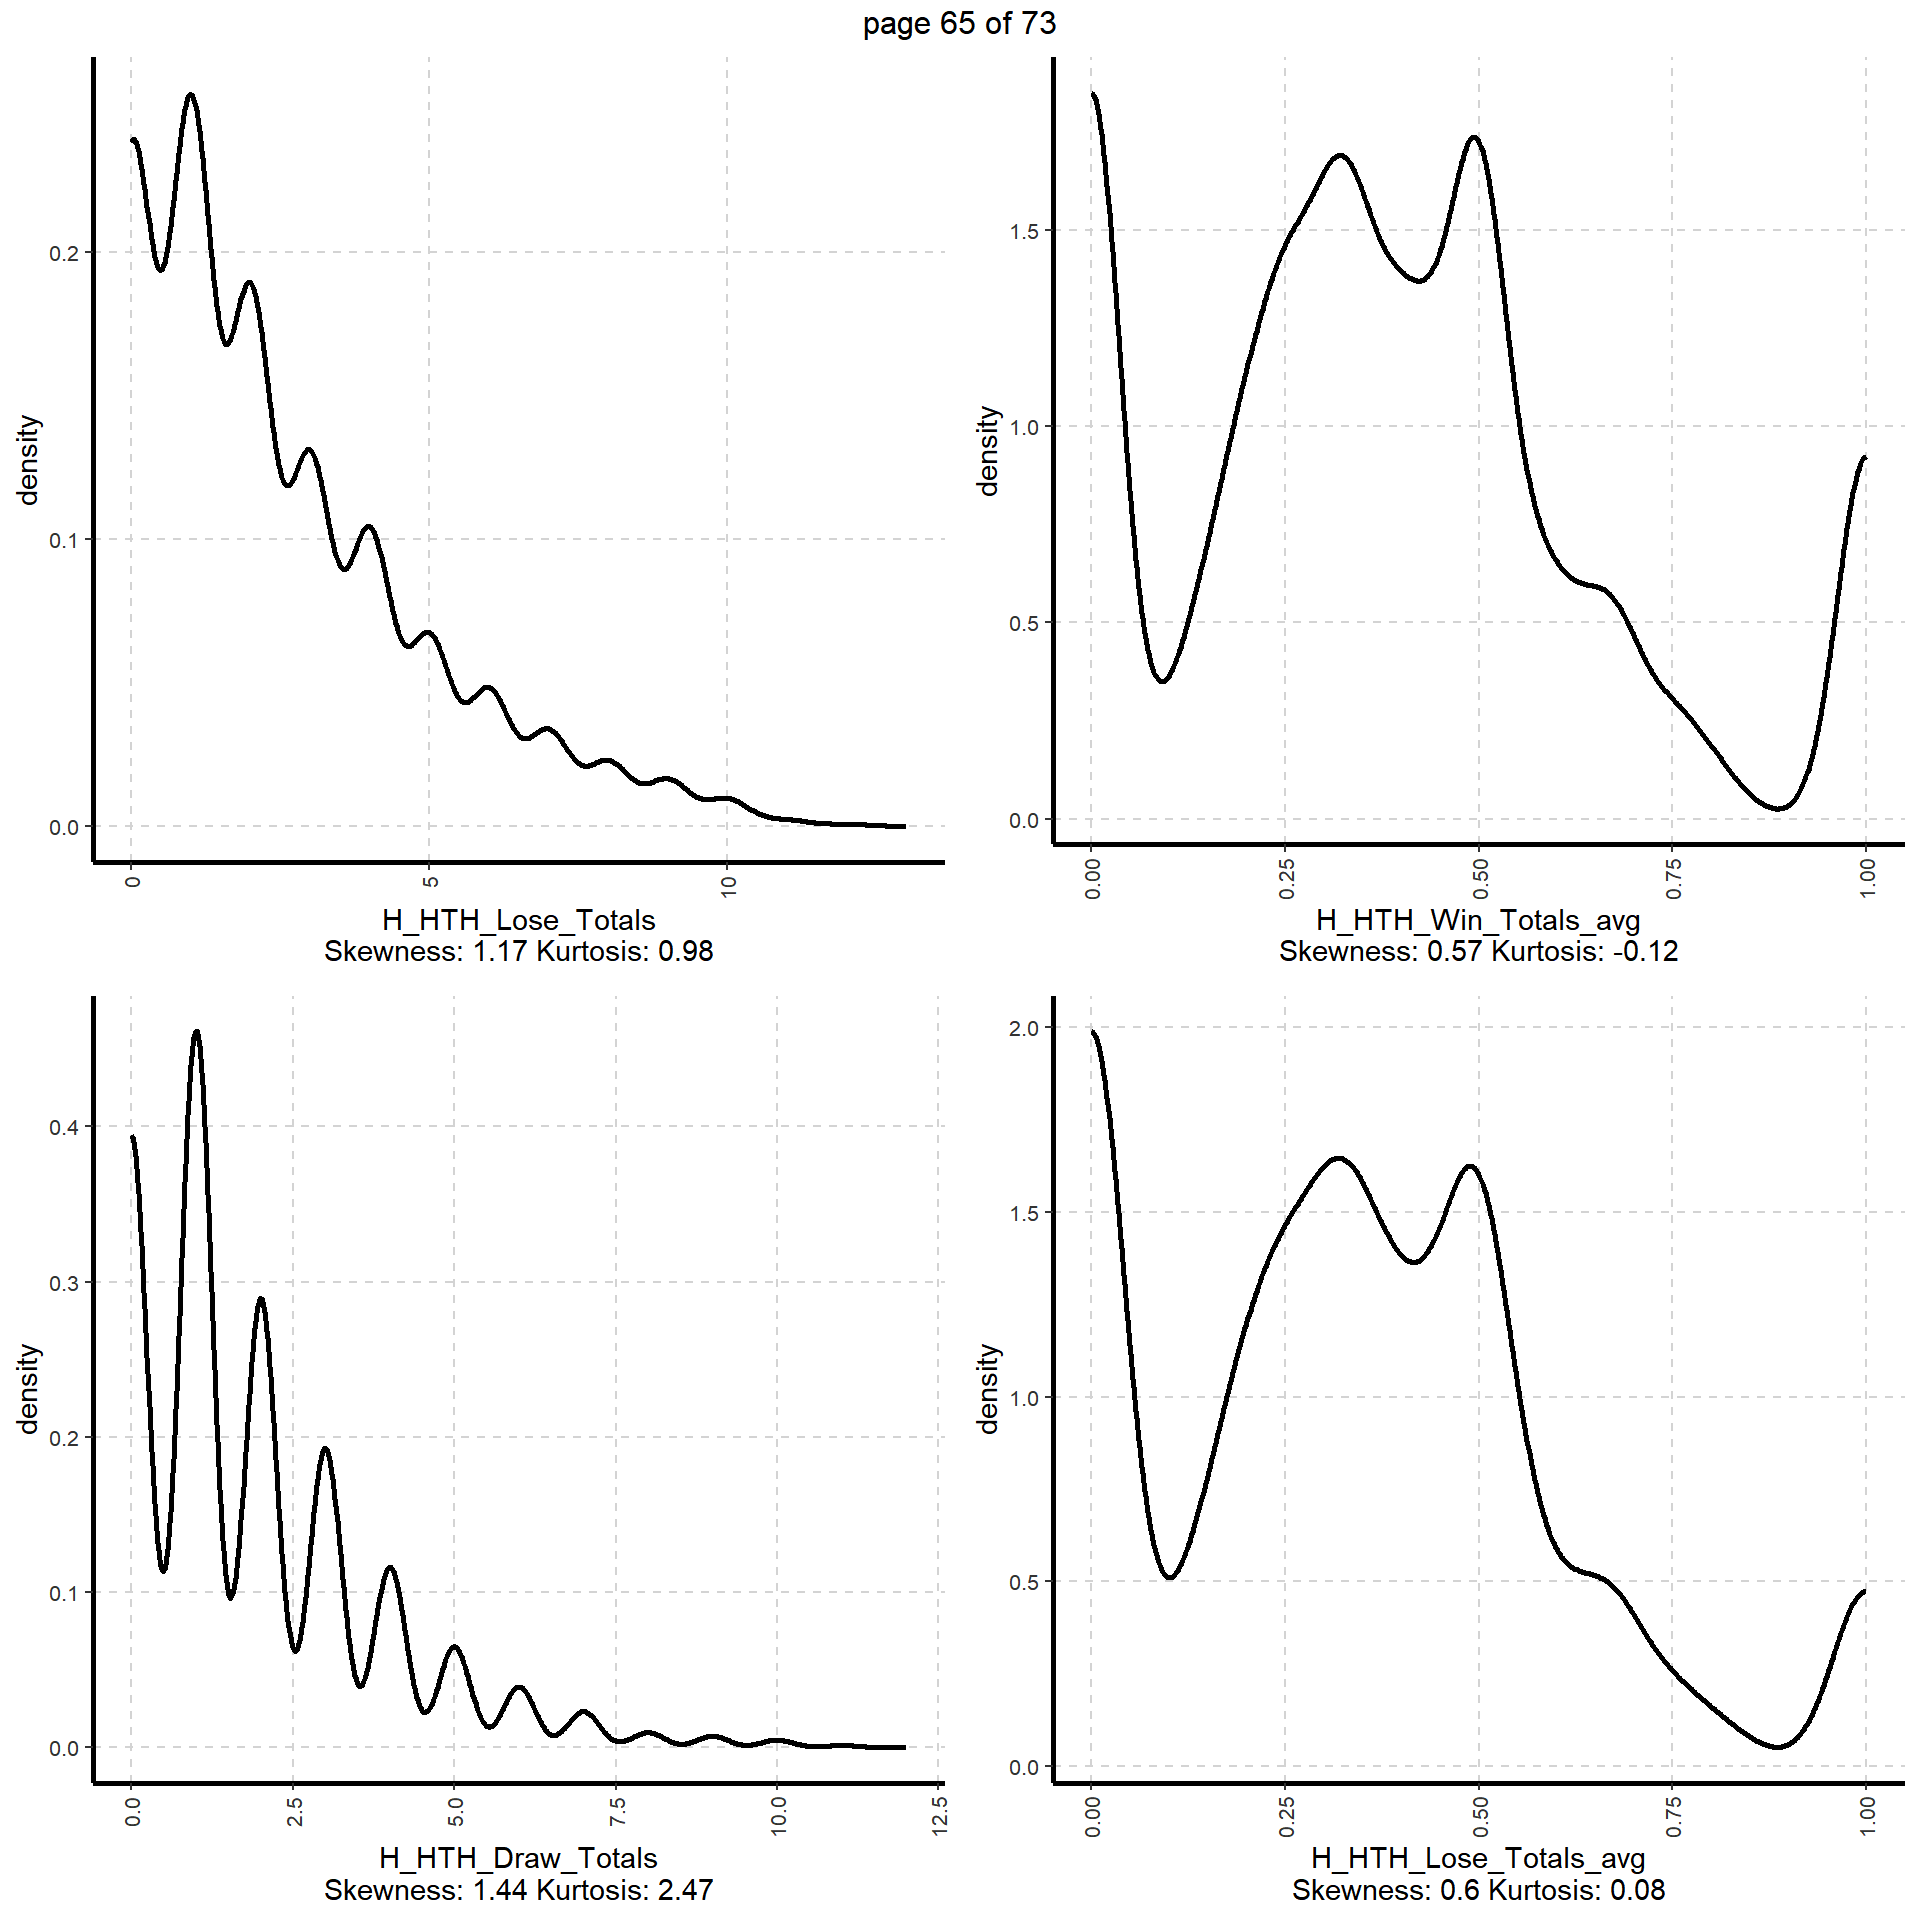 page 65 of 73
density
0.2
0.1
0.0
0
5
10
H_HTH_Lose_Totals
Skewness: 1.17 Kurtosis: 0.98
density
1.5
1.0
0.5
0.0
0.00
0.25
0.50
0.75
1.00
H_HTH_Win_Totals_avg
Skewness: 0.57 Kurtosis: -0.12
density
0.4
0.3
0.2
0.1
0.0
0.0
2.5
5.0
7.5
10.0
12.5
H_HTH_Draw_Totals
Skewness: 1.44 Kurtosis: 2.47
density
2.0
1.5
1.0
0.5
0.0
0.00
0.25
0.50
0.75
1.00
H_HTH_Lose_Totals_avg
Skewness: 0.6 Kurtosis: 0.08